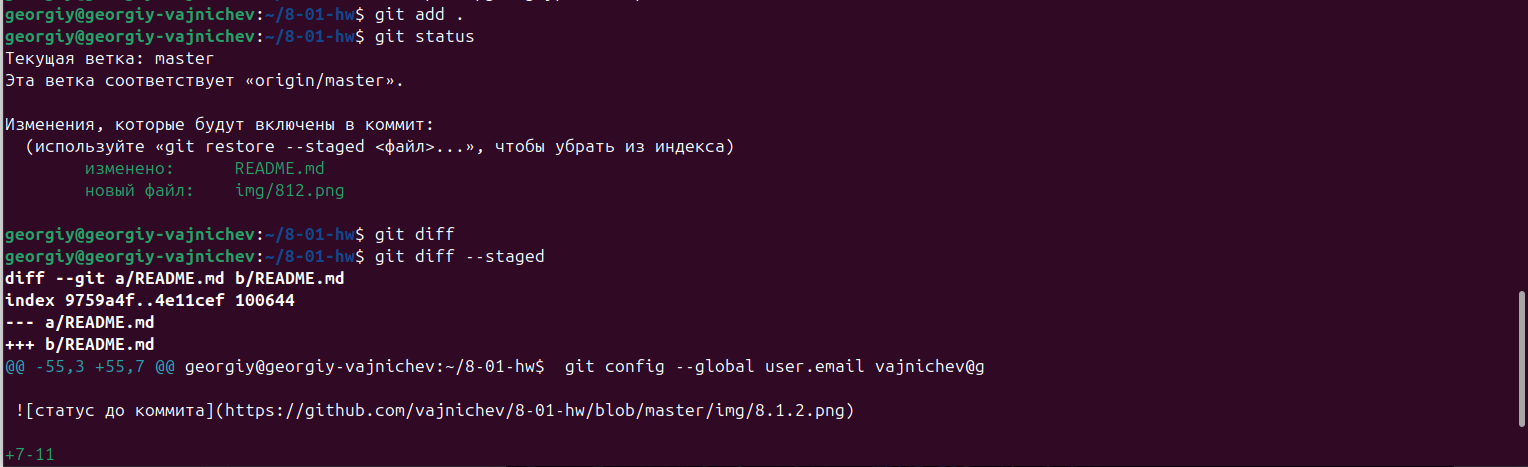 georgiy@georgiy-vajnichev:~/8-01-hw$ git add .
georgiy@georgiy-vajnichev:~/8-01-hw$ git status
Текущая ветка: master
Эта ветка соответствует «origin/master».
Изменения, которые будут включены в коммит:
  (используйте «git restore --staged <файл>...», чтобы убрать из индекса)
        изменено:      README.md
        новый файл:    img/812.png
georgiy@georgiy-vajnichev:~/8-01-hw$ git diff
georgiy@georgiy-vajnichev:~/8-01-hw$ git diff --staged
diff --git a/README.md b/README.md
index 9759a4f..4e11cef 100644
--- a/README.md
+++ b/README.md
@@ -55,3 +55,7 @@ georgiy@georgiy-vajnichev:~/8-01-hw$  git config --global user.email vajnichev@g
 ![статус до коммита](https://github.com/vajnichev/8-01-hw/blob/master/img/8.1.2.png)
+7-11